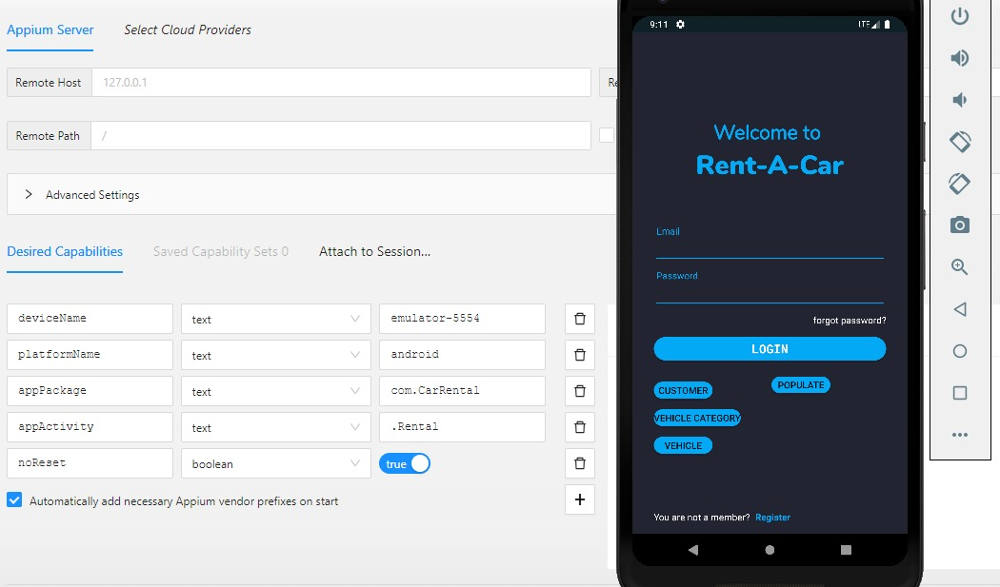 Appium Server
Select Cloud Providers
Remote Host
127.0.0.1
Re
Remote Path
/
Advanced Settings
Desired Capabilities
Saved Capability Sets 0
Attach to Session...
deviceName
text
emulator-5554
platformName
text
android
appPackage
text
com.CarRental
appActivity
text
.Rental
noReset
boolean
true
Automatically add necessary Appium vendor prefixes on start
9:11
LTE
Welcome to
Rent-A-Car
Email
Password
forgot password?
LOGIN
CUSTOMER
POPULATE
VEHICLE CATEGORY
VEHICLE
You are not a member? Register